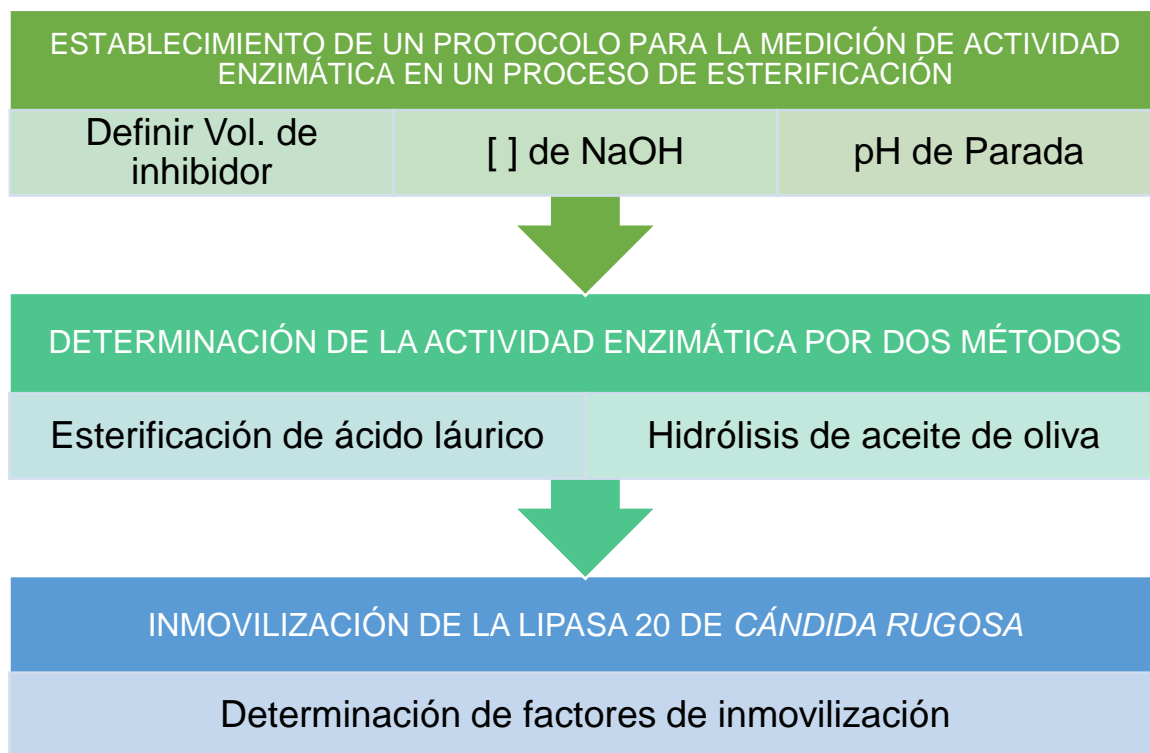 ESTABLECIMIENTO DE UN PROTOCOLO PARA LA MEDICIÓN DE ACTIVIDAD
ENZIMÁTICA EN UN PROCESO DE ESTERIFICACIÓN
Definir Vol. de
inhibidor
[ ] de NaOH
pH de Parada
DETERMINACIÓN DE LA ACTIVIDAD ENZIMÁTICA POR DOS MÉTODOS
Esterificación de ácido láurico
Hidrólisis de aceite de oliva
INMOVILIZACIÓN DE LA LIPASA 20 DE CÁNDIDA RUGOSA
Determinación de factores de inmovilización